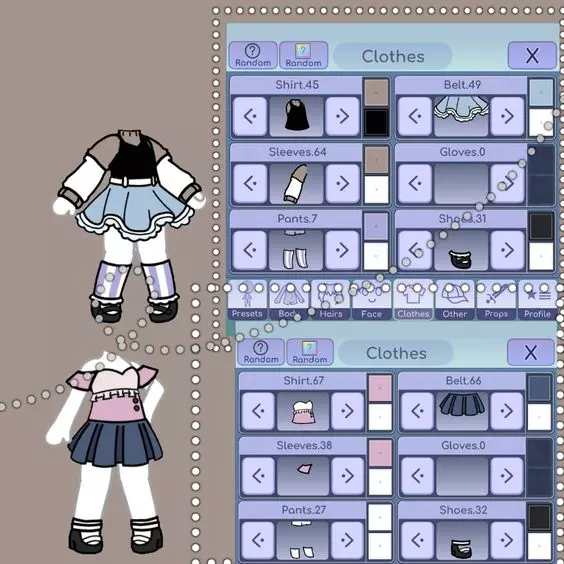 ? Random
? Random
Clothes
X
Shirt.45
Belt.49
Sleeves.64
Gloves.0
Pants.7
Shoes.31
Presets
Body
Hairs
Face
Clothes
Other
Props
Profile
? Random
? Random
Clothes
X
Shirt.67
Belt.66
Sleeves.38
Gloves.0
Pants.27
Shoes.32